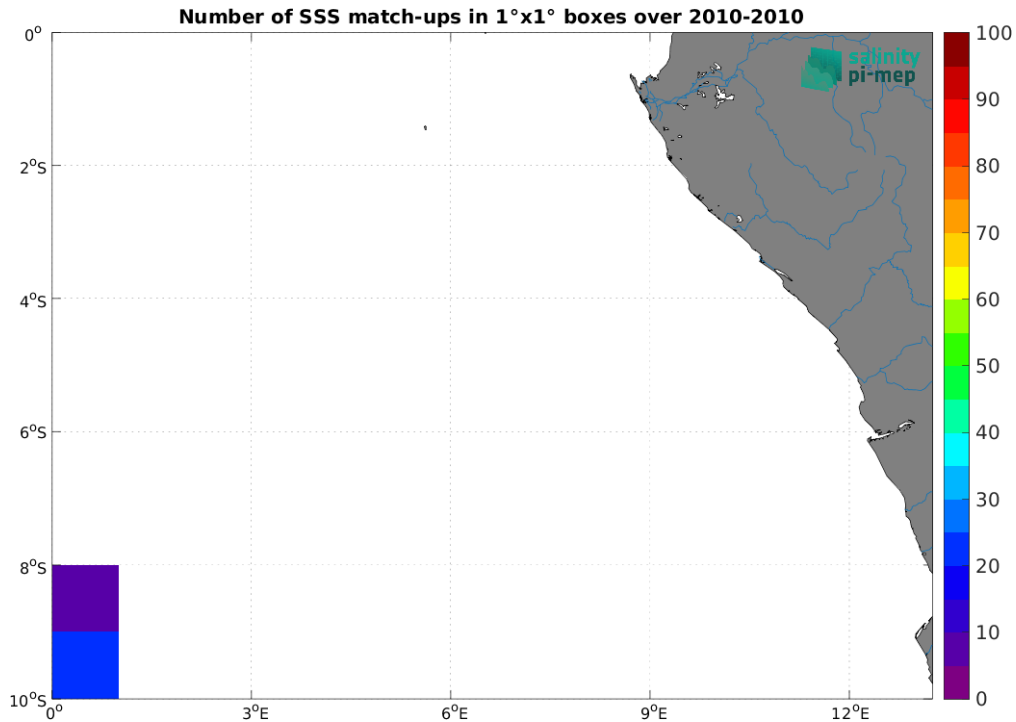 Number of SSS match-ups in 1°x1° boxes over 2010-2010
0°
2°S
4°S
6°S
8°S
10°S
0°
3°E
6°E
9°E
12°E
salinity
pi-mep
100
90
80
70
60
50
40
30
20
10
0